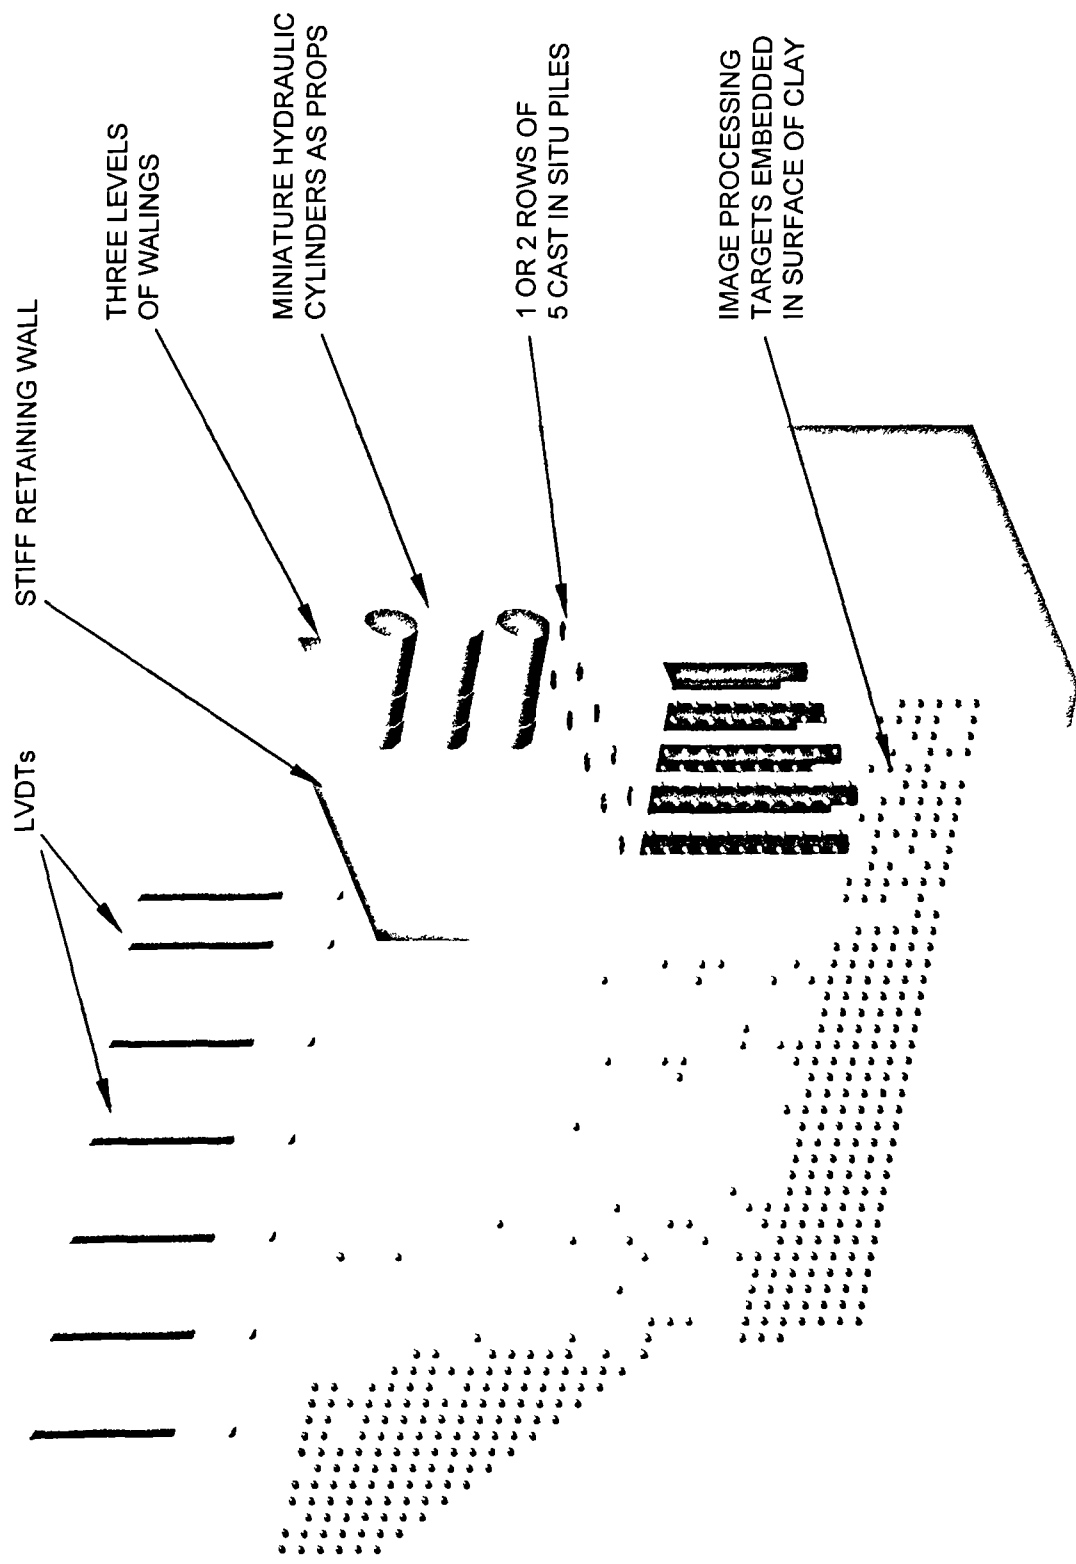 LVDTs
STIFF RETAINING WALL
THREE LEVELS
OF WALINGS
MINIATURE HYDRAULIC
CYLINDERS AS PROPS
1 OR 2 ROWS OF
5 CAST IN SITU PILES
IMAGE PROCESSING
TARGETS EMBEDDED
IN SURFACE OF CLAY